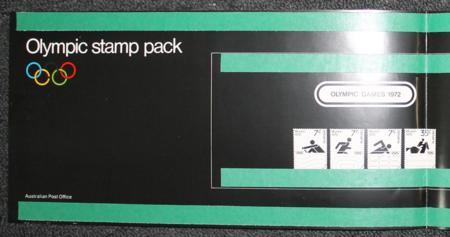 Olympic stamp pack
OLYMPIC GAMES 1972
7c 7c 7c 35c
Australian Post Office